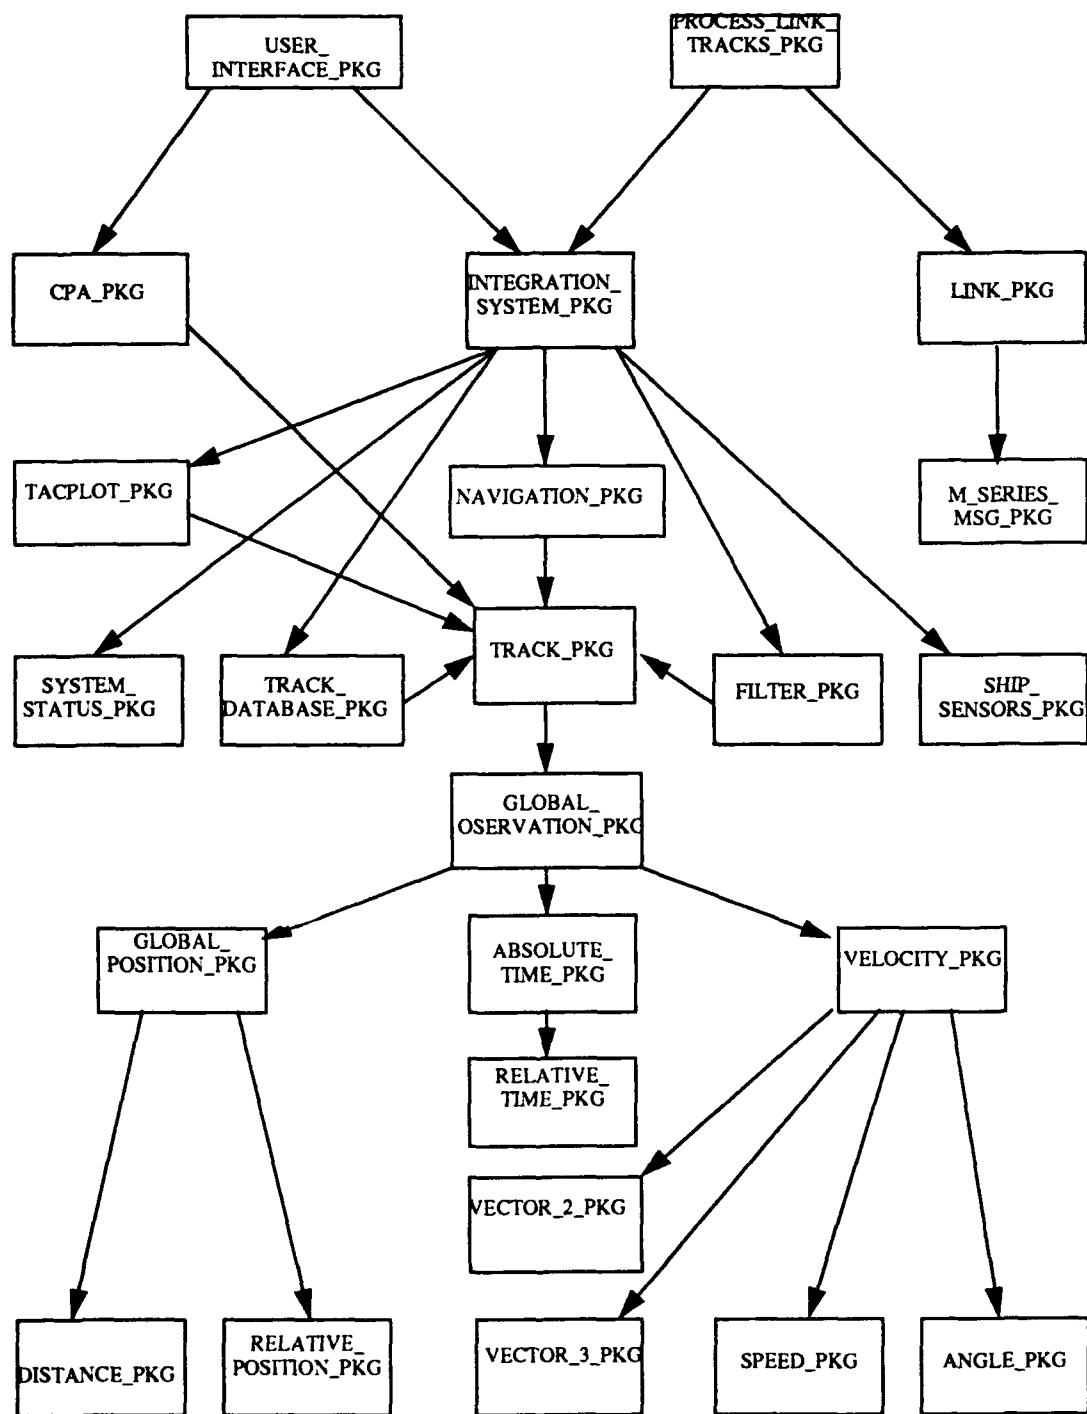 USER_
INTERFACE_PKG
PROCESS_LINK_
TRACKS_PKG
CPA_PKG
INTEGRATION_
SYSTEM_PKG
LINK_PKG
TACPLOT_PKG
NAVIGATION_PKG
M_SERIES_
MSG_PKG
SYSTEM_
STATUS_PKG
TRACK_
DATABASE_PKG
TRACK_PKG
FILTER_PKG
SHIP_
SENSORS_PKG
GLOBAL_
OSERVATION_PKG
GLOBAL_
POSITION_PKG
ABSOLUTE_
TIME_PKG
VELOCITY_PKG
RELATIVE_
TIME_PKG
VECTOR_2_PKG
DISTANCE_PKG
RELATIVE_
POSITION_PKG
VECTOR_3_PKG
SPEED_PKG
ANGLE_PKG